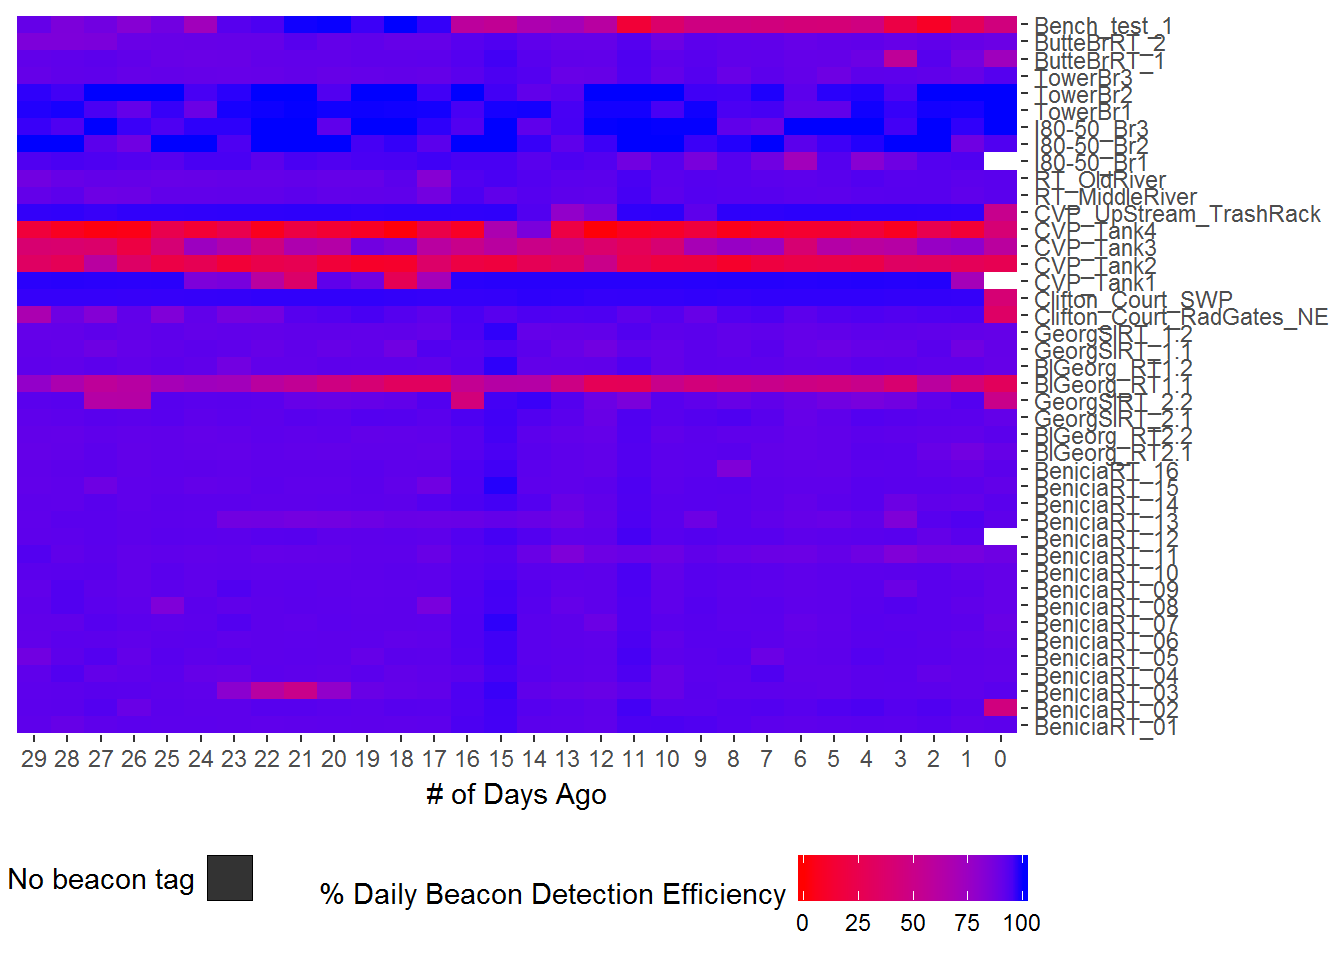 Bench_test_1
ButteBrRT_2
ButteBrRT_1
TowerBr3
TowerBr2
TowerBr1
I80-50_Br3
I80-50_Br2
I80-50_Br1
RT_OldRiver
RT_MiddleRiver
CVP_UpStream_TrashRack
CVP_Tank4
CVP_Tank3
CVP_Tank2
CVP_Tank1
Clifton_Court_SWP
Clifton_Court_RadGates_NE
GeorgSlRT_1.2
GeorgSlRT_1.1
BlGeorg_RT1.2
BlGeorg_RT1.1
GeorgSlRT_2.2
GeorgSlRT_2.1
BlGeorg_RT2.2
BlGeorg_RT2.1
BeniciaRT_16
BeniciaRT_15
BeniciaRT_14
BeniciaRT_13
BeniciaRT_12
BeniciaRT_11
BeniciaRT_10
BeniciaRT_09
BeniciaRT_08
BeniciaRT_07
BeniciaRT_06
BeniciaRT_05
BeniciaRT_04
BeniciaRT_03
BeniciaRT_02
BeniciaRT_01
29 28 27 26 25 24 23 22 21 20 19 18 17 16 15 14 13 12 11 10 9 8 7 6 5 4 3 2 1 0
# of Days Ago
No beacon tag
% Daily Beacon Detection Efficiency
0 25 50 75 100